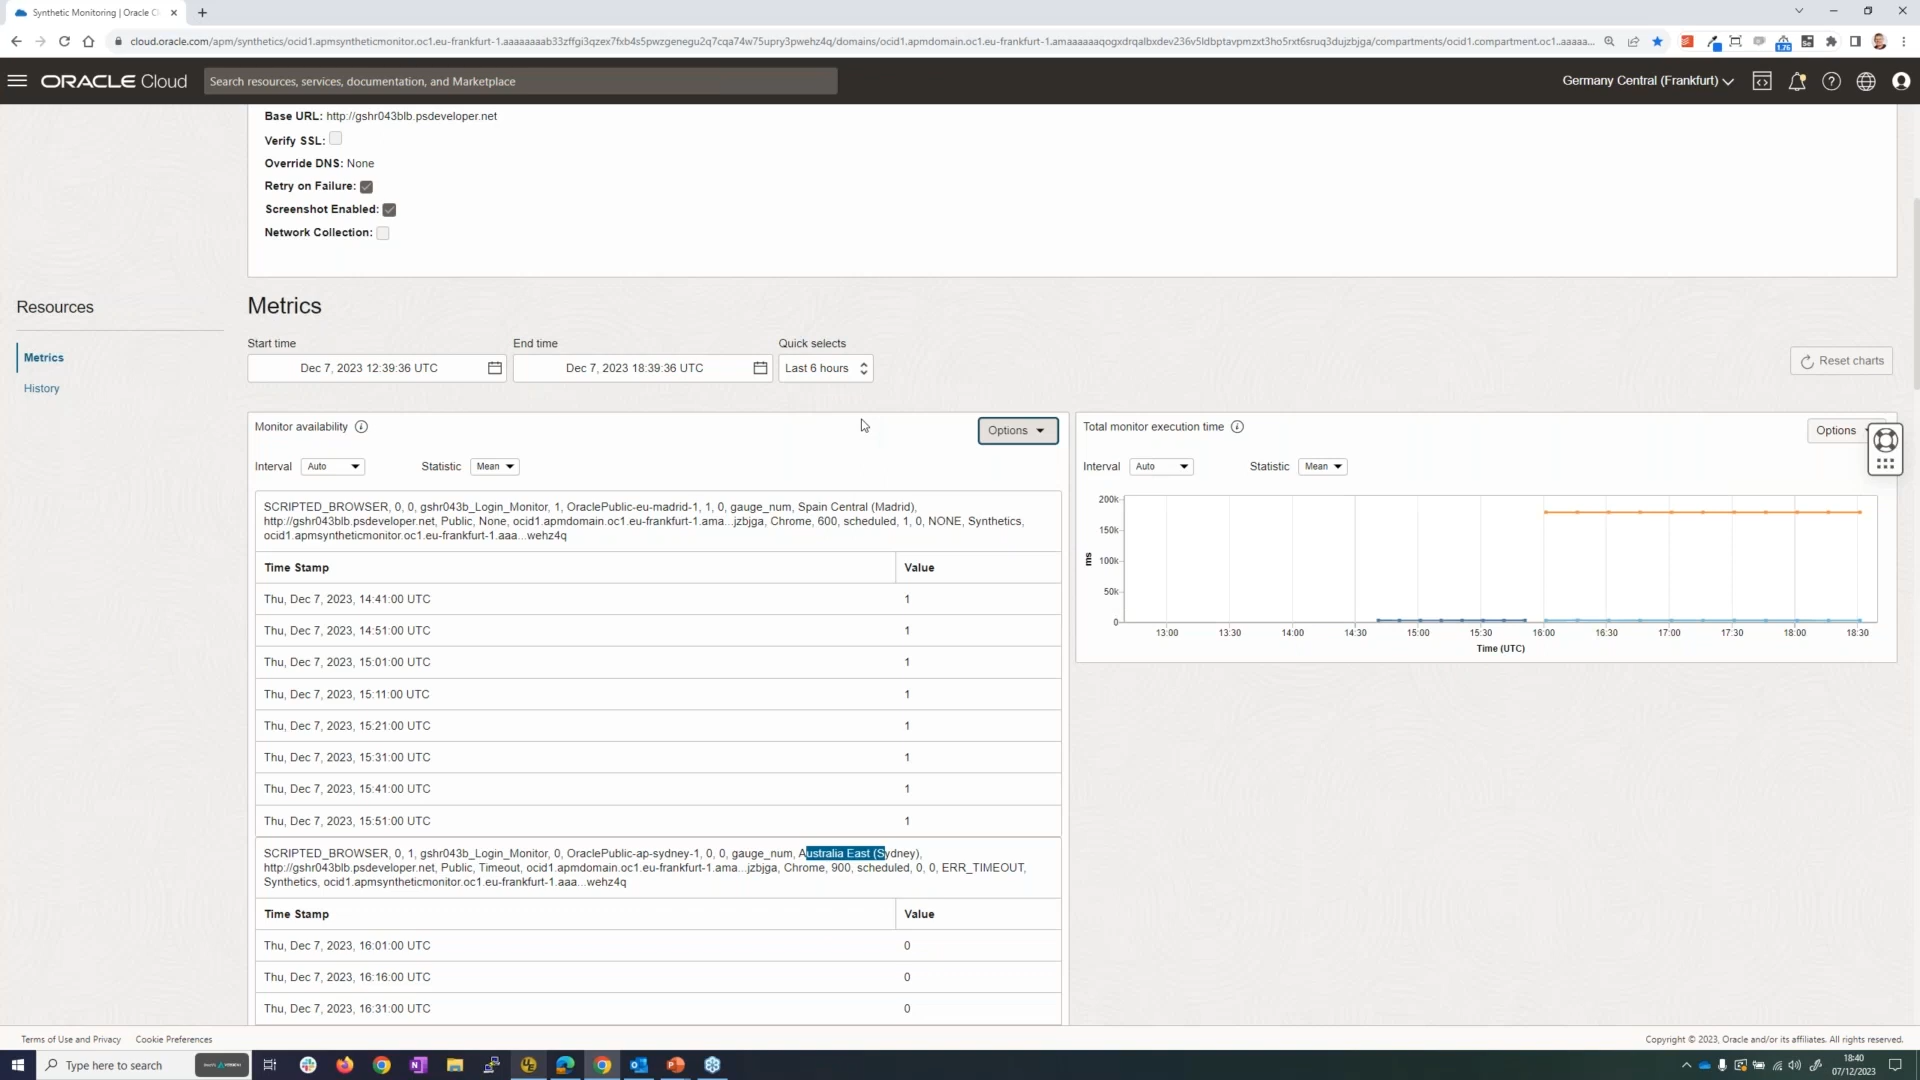 Synthetic Monitoring | Oracle C
cloud.oracle.com/apm/synthetics/ocid1.apmsyntheticmonitor.oc1.eu-frankfurt-1.aaaaaaaab33zffgi3qzex7fxb4s5pwzgenegu2q7cqa74w75upry3pwehz4q/domains/ocid1.apmdomain.oc1.eu-frankfurt-1.amaaaaaaqogxdrqalbxdev236v5ldbptavpmzxt3ho5rxt6sruq3dujzbjga/compartments/ocid1.compartment.oc1..aaaaa...
1.76
ORACLE Cloud
Search resources, services, documentation, and Marketplace
Germany Central (Frankfurt)
Base URL: http://gshr043blb.psdeveloper.net
Verify SSL:
Override DNS: None
Retry on Failure:
Screenshot Enabled:
Network Collection:
Resources
Metrics
History
Metrics
Start time
End time
Quick selects
Dec 7, 2023 12:39:36 UTC
Dec 7, 2023 18:39:36 UTC
Last 6 hours
Reset charts
Monitor availability
Options
Interval
Auto
Statistic
Mean
SCRIPTED_BROWSER, 0, 0, gshr043b_Login_Monitor, 1, OraclePublic-eu-madrid-1, 1, 0, gauge_num, Spain Central (Madrid),
http://gshr043blb.psdeveloper.net, Public, None, ocid1.apmdomain.oc1.eu-frankfurt-1.ama...jzbjga, Chrome, 600, scheduled, 1, 0, NONE, Synthetics,
ocid1.apmsyntheticmonitor.oc1.eu-frankfurt-1.aaa...wehz4q
Time Stamp Value
Thu, Dec 7, 2023, 14:41:00 UTC 1
Thu, Dec 7, 2023, 14:51:00 UTC 1
Thu, Dec 7, 2023, 15:01:00 UTC 1
Thu, Dec 7, 2023, 15:11:00 UTC 1
Thu, Dec 7, 2023, 15:21:00 UTC 1
Thu, Dec 7, 2023, 15:31:00 UTC 1
Thu, Dec 7, 2023, 15:41:00 UTC 1
Thu, Dec 7, 2023, 15:51:00 UTC 1
SCRIPTED_BROWSER, 0, 1, gshr043b_Login_Monitor, 0, OraclePublic-ap-sydney-1, 0, 0, gauge_num, Australia East (Sydney),
http://gshr043blb.psdeveloper.net, Public, Timeout, ocid1.apmdomain.oc1.eu-frankfurt-1.ama...jzbjga, Chrome, 900, scheduled, 0, 0, ERR_TIMEOUT,
Synthetics, ocid1.apmsyntheticmonitor.oc1.eu-frankfurt-1.aaa...wehz4q
Time Stamp Value
Thu, Dec 7, 2023, 16:01:00 UTC 0
Thu, Dec 7, 2023, 16:16:00 UTC 0
Thu, Dec 7, 2023, 16:31:00 UTC 0
Total monitor execution time
Options
Interval
Auto
Statistic
Mean
200k
150k
100k
50k
0
ms
13:00 13:30 14:00 14:30 15:00 15:30 16:00 16:30 17:00 17:30 18:00 18:30
Time (UTC)
Terms of Use and Privacy
Cookie Preferences
Copyright © 2023, Oracle and/or its affiliates. All rights reserved.
Type here to search
18:40
07/12/2023